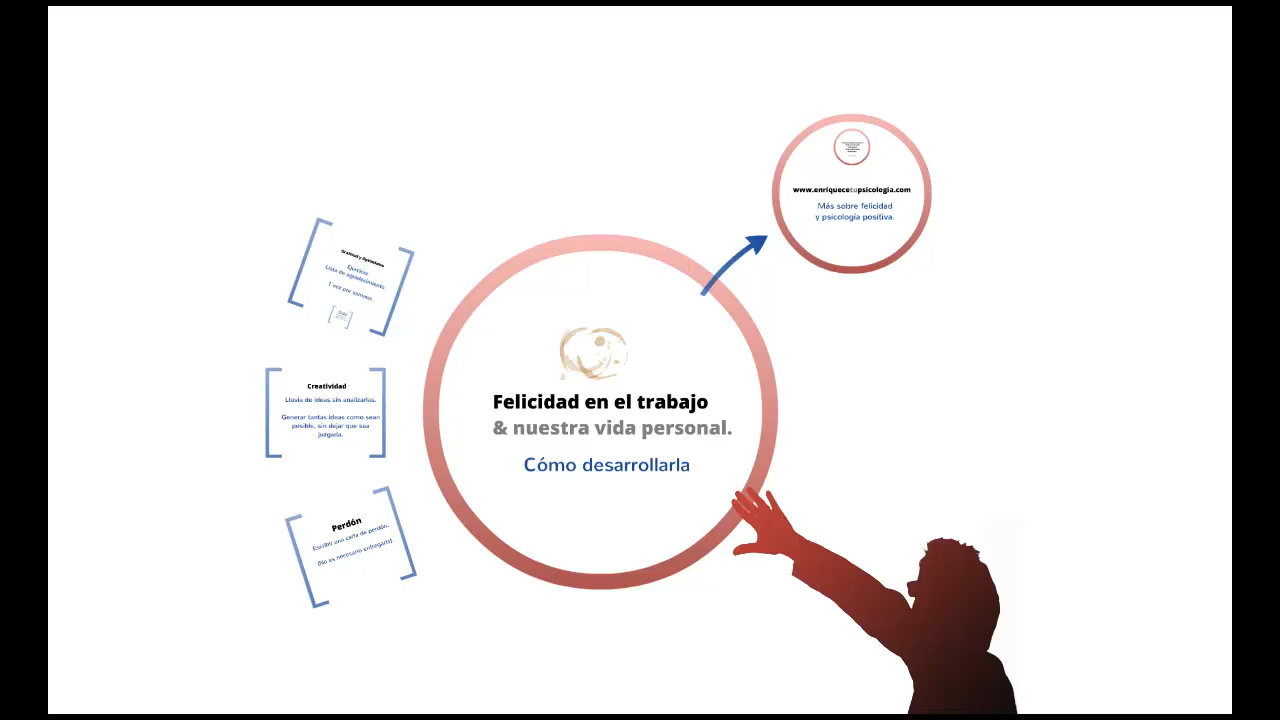 www.enriquecetupsicologia.com
Más sobre felicidad
y psicología positiva.
Gratitud y Optimismo
Ejercicio
Lista de agradecimiento.
1 vez por semana.
Creatividad
Lluvia de ideas sin analizarlas.
Generar tantas ideas como sean
posible, sin dejar que sea
juzgada.
Perdón
Escribir una carta de perdón.
(No es necesario entregarla).
Felicidad en el trabajo
& nuestra vida personal.
Cómo desarrollarla